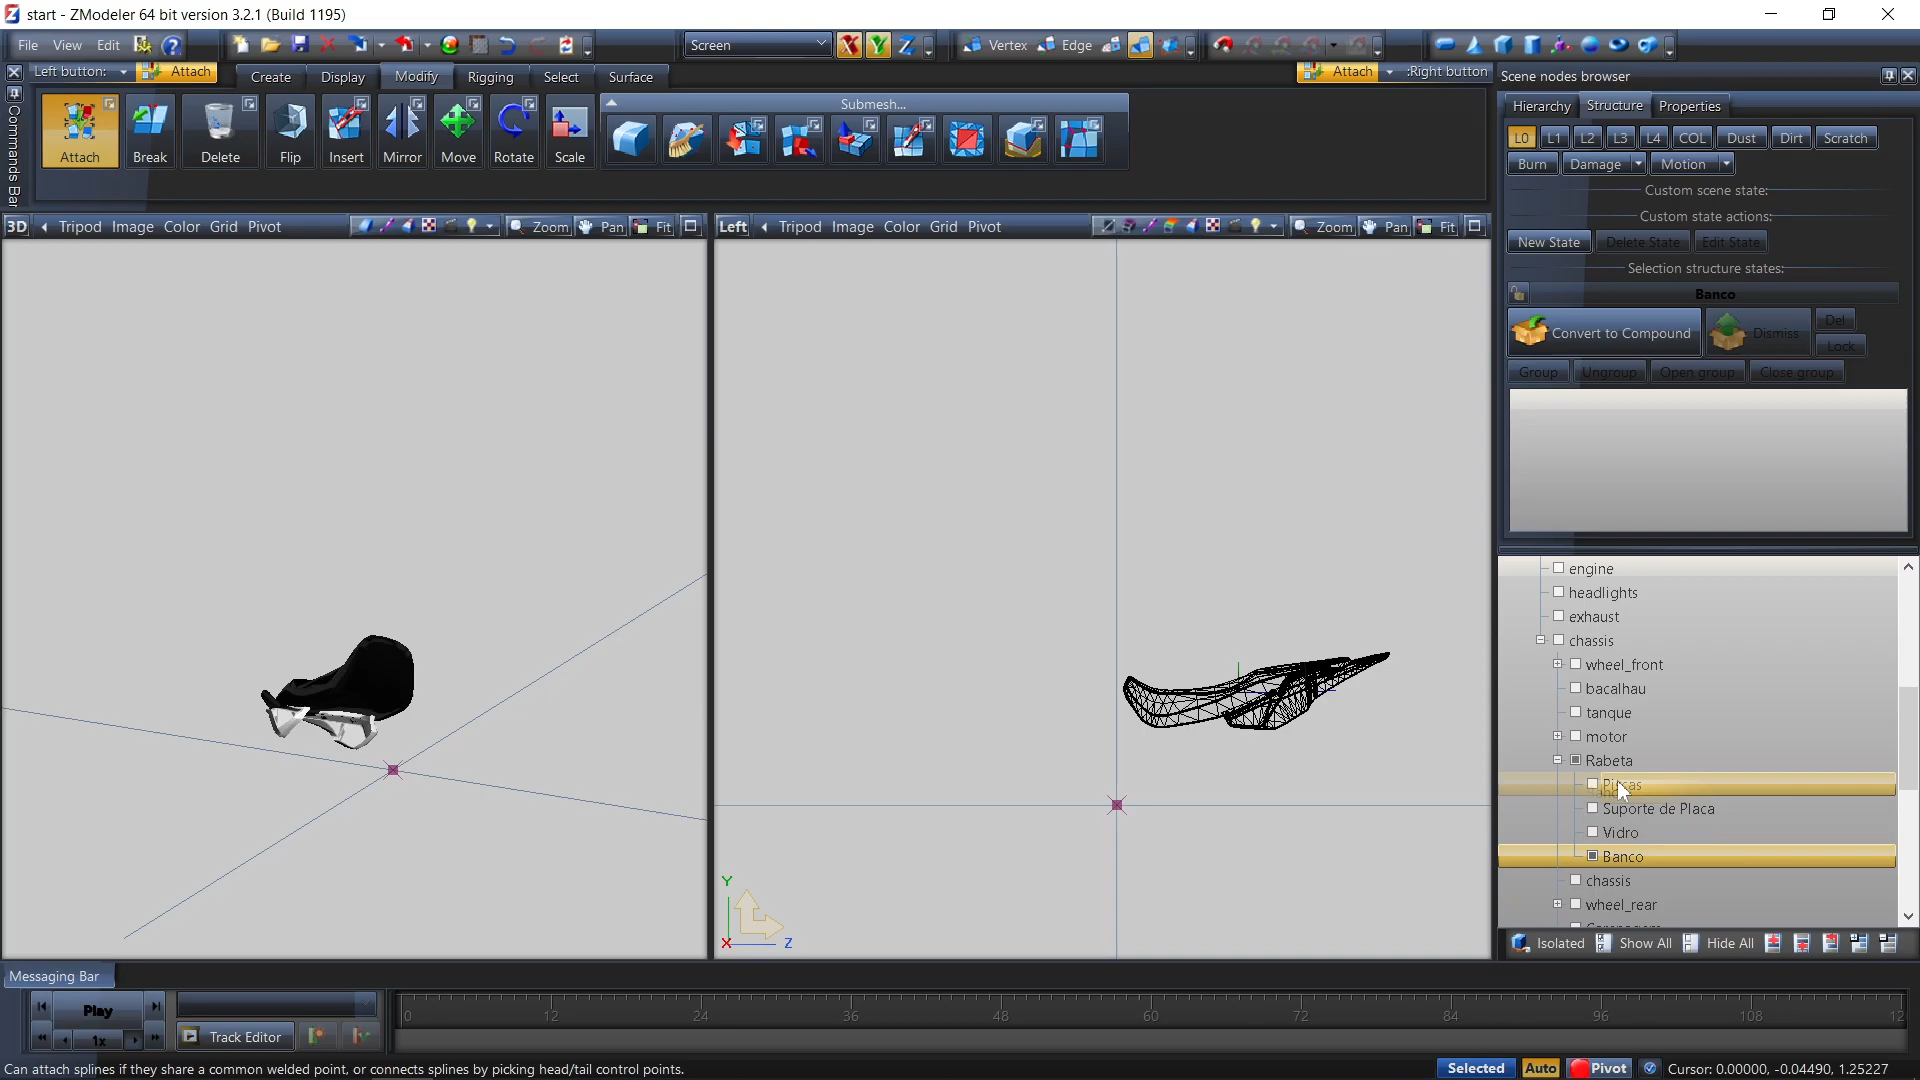 start - ZModeler 64 bit version 3.2.1 (Build 1195)
File View Edit
Screen X Y Z Vertex Edge
Left button: Attach
Create Display Modify Rigging Select Surface
Attach :Right button
Scene nodes browser
Commands Bar
Attach Break Delete Flip Insert Mirror Move Rotate Scale
Submesh...
Hierarchy Structure Properties
L0 L1 L2 L3 L4 COL Dust Dirt Scratch
Burn Damage Motion
Custom scene state:
Custom state actions:
New State Delete State Edit State
Selection structure states:
Banco
Convert to Compound Dismiss Del
Lock
Group Ungroup Open group Close group
3D Tripod Image Color Grid Pivot Zoom Pan Fit
Left Tripod Image Color Grid Pivot Zoom Pan Fit
engine
headlights
exhaust
chassis
wheel_front
bacalhau
tanque
motor
Rabeta
Suporte de Placa
Vidro
Banco
chassis
wheel_rear
Y
X Z
Isolated Show All Hide All
Messaging Bar
Play
1x
Track Editor
0 12 24 36 48 60 72 84 96 108 12
Can attach splines if they share a common welded point, or connects splines by picking head/tail control points.
Selected Auto Pivot Cursor: 0.00000, -0.04490, 1.25227